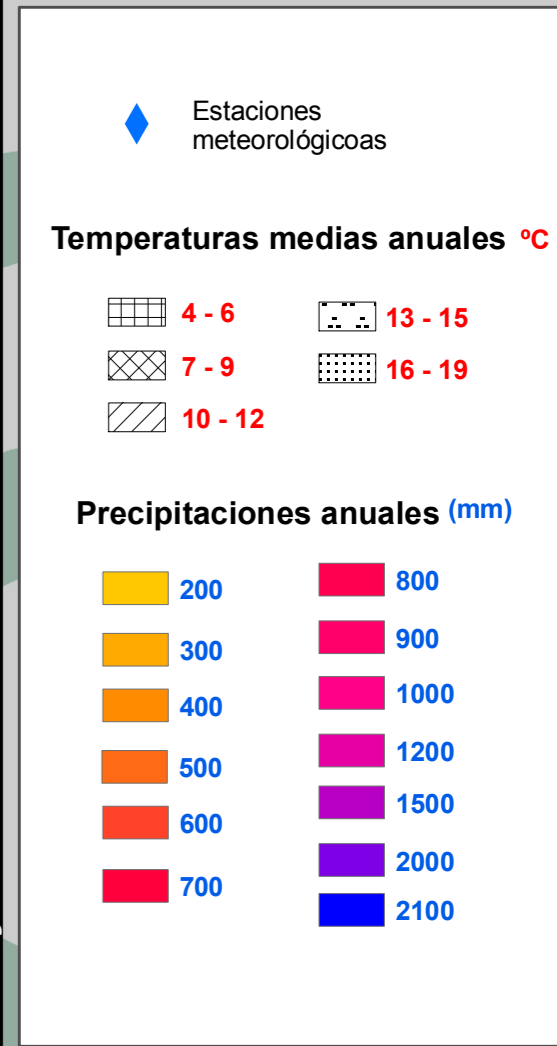 Estaciones
meteorológicoas
Temperaturas medias anuales ºC
4 - 6
7 - 9
10 - 12
13 - 15
16 - 19
Precipitaciones anuales (mm)
200
300
400
500
600
700
800
900
1000
1200
1500
2000
2100